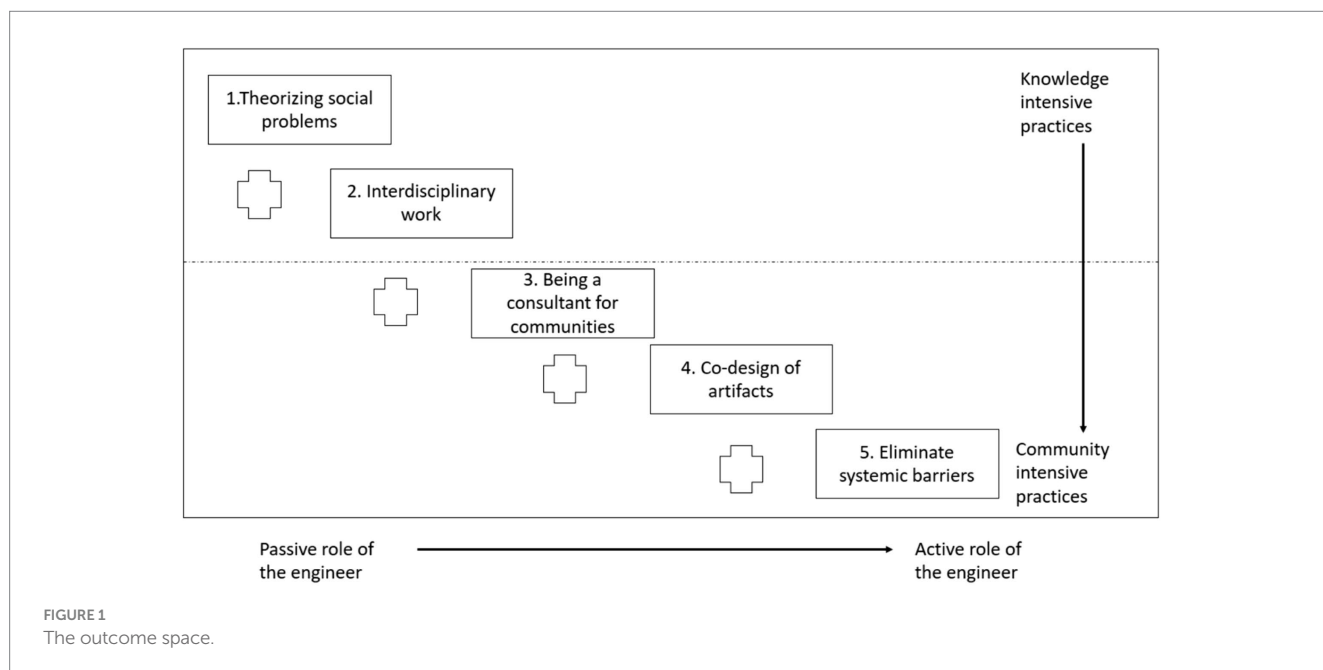 1.Theorizing social
problems
Knowledge
intensive
practices
2. Interdisciplinary
work
3. Being a
consultant for
communities
4. Co-design of
artifacts
5. Eliminate
systemic barriers
Community
intensive
practices
Passive role of
the engineer
Active role of
the engineer
FIGURE 1
The outcome space.